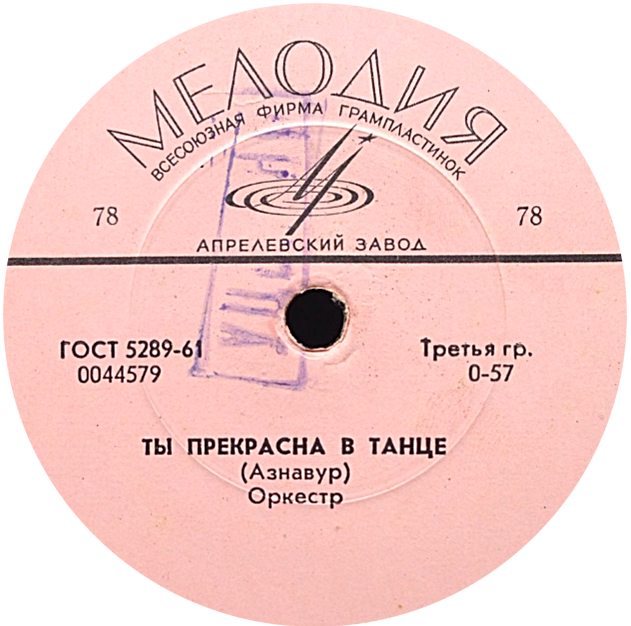 МЕЛОДИЯ
ВСЕСОЮЗНАЯ ФИРМА ГРАМПЛАСТИНОК
78 78
АПРЕЛЕВСКИЙ ЗАВОД
ГОСТ 5289-61 Третья гр.
0044579 0-57
ТЫ ПРЕКРАСНА В ТАНЦЕ
(Азнавур)
Оркестр